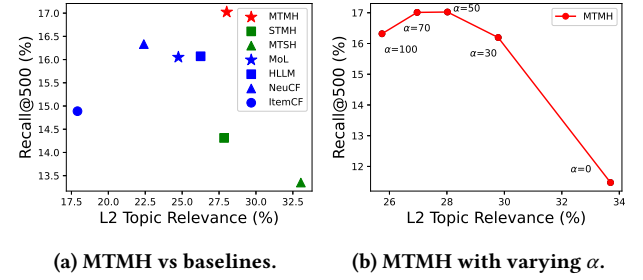 17.0
16.5
16.0
15.5
15.0
14.5
14.0
13.5
Recall@500 (%)
17.5 20.0 22.5 25.0 27.5 30.0 32.5
L2 Topic Relevance (%)
MTMH
STMH
MTSH
MoL
HLLM
NeuCF
ItemCF
(a) MTMH vs baselines.
17
16
15
14
13
12
Recall@500 (%)
26 28 30 32 34
L2 Topic Relevance (%)
MTMH
α=100
α=70
α=50
α=30
α=0
(b) MTMH with varying α.